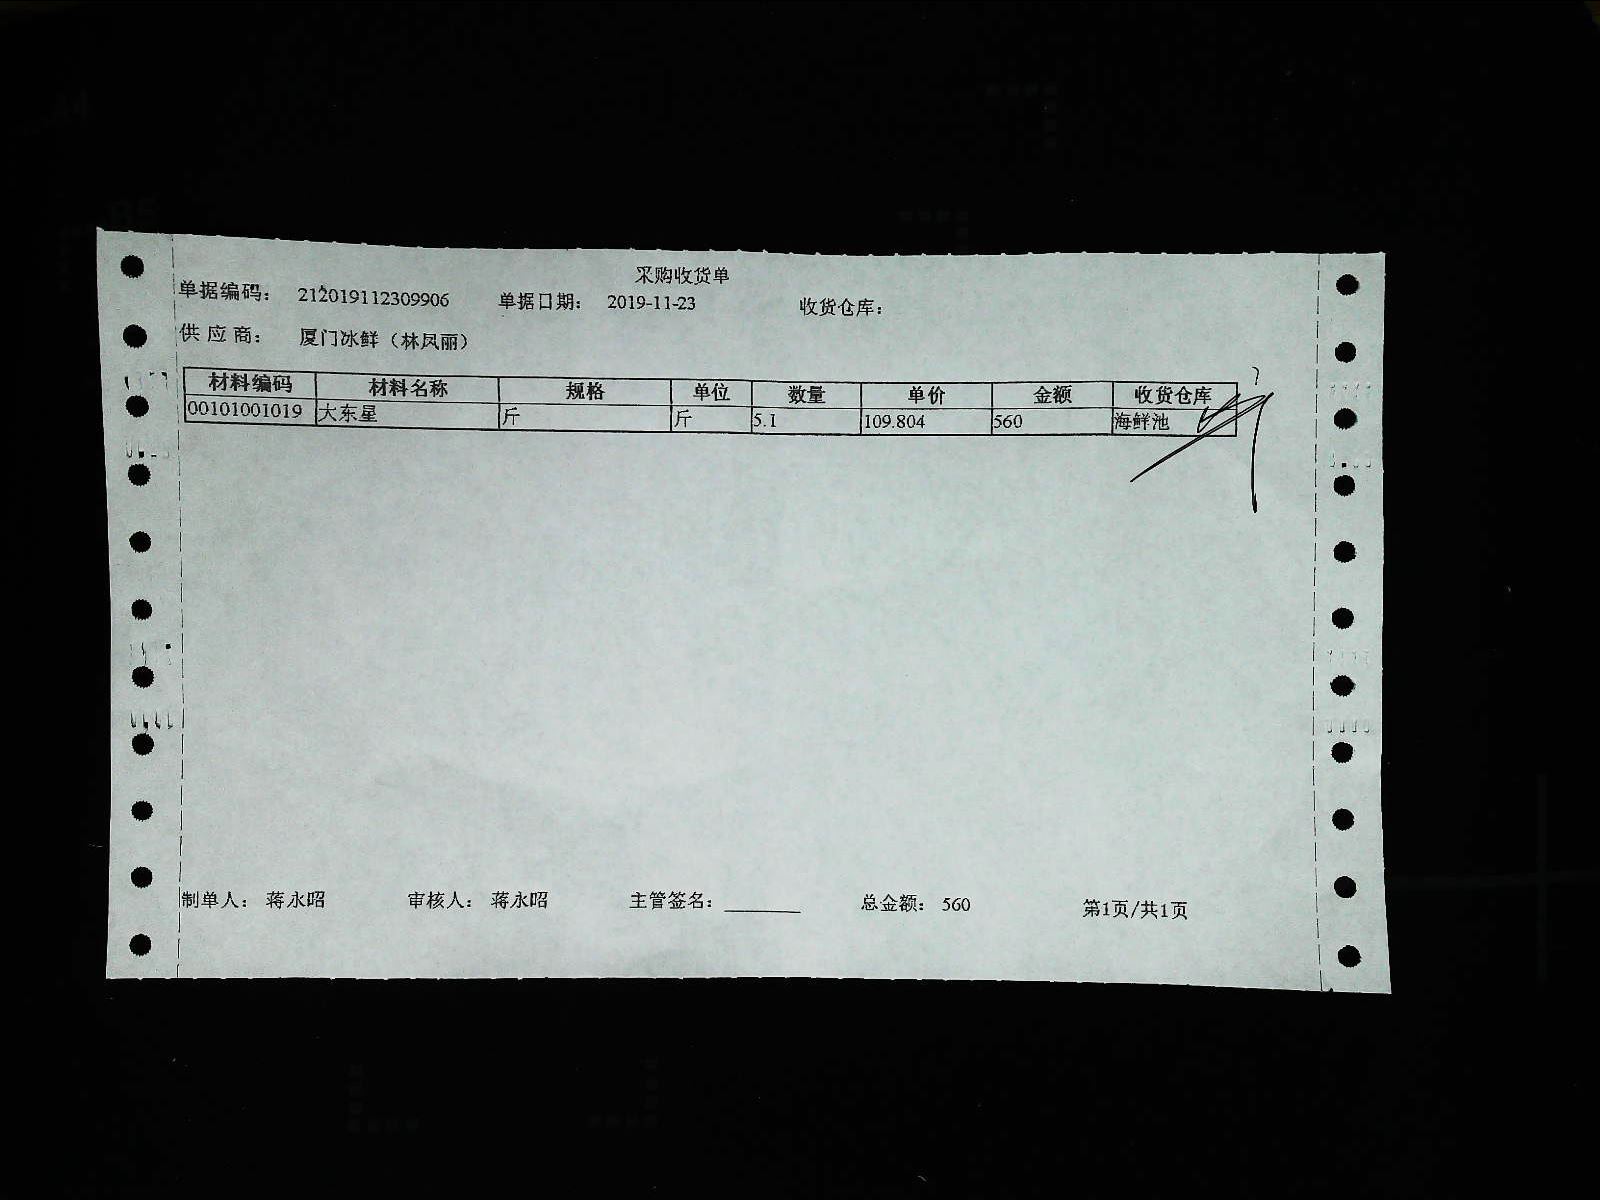 采购收货单
单据编码： 212019112309906 单据日期： 2019-11-23 收货仓库：
供 应 商： 厦门冰鲜（林凤丽）
材料编码 材料名称 规格 单位 数量 单价 金额 收货仓库
00101001019 大东星 斤 斤 5.1 109.804 560 海鲜池
制单人： 蒋永昭 审核人： 蒋永昭 主管签名： 总金额： 560 第1页/共1页